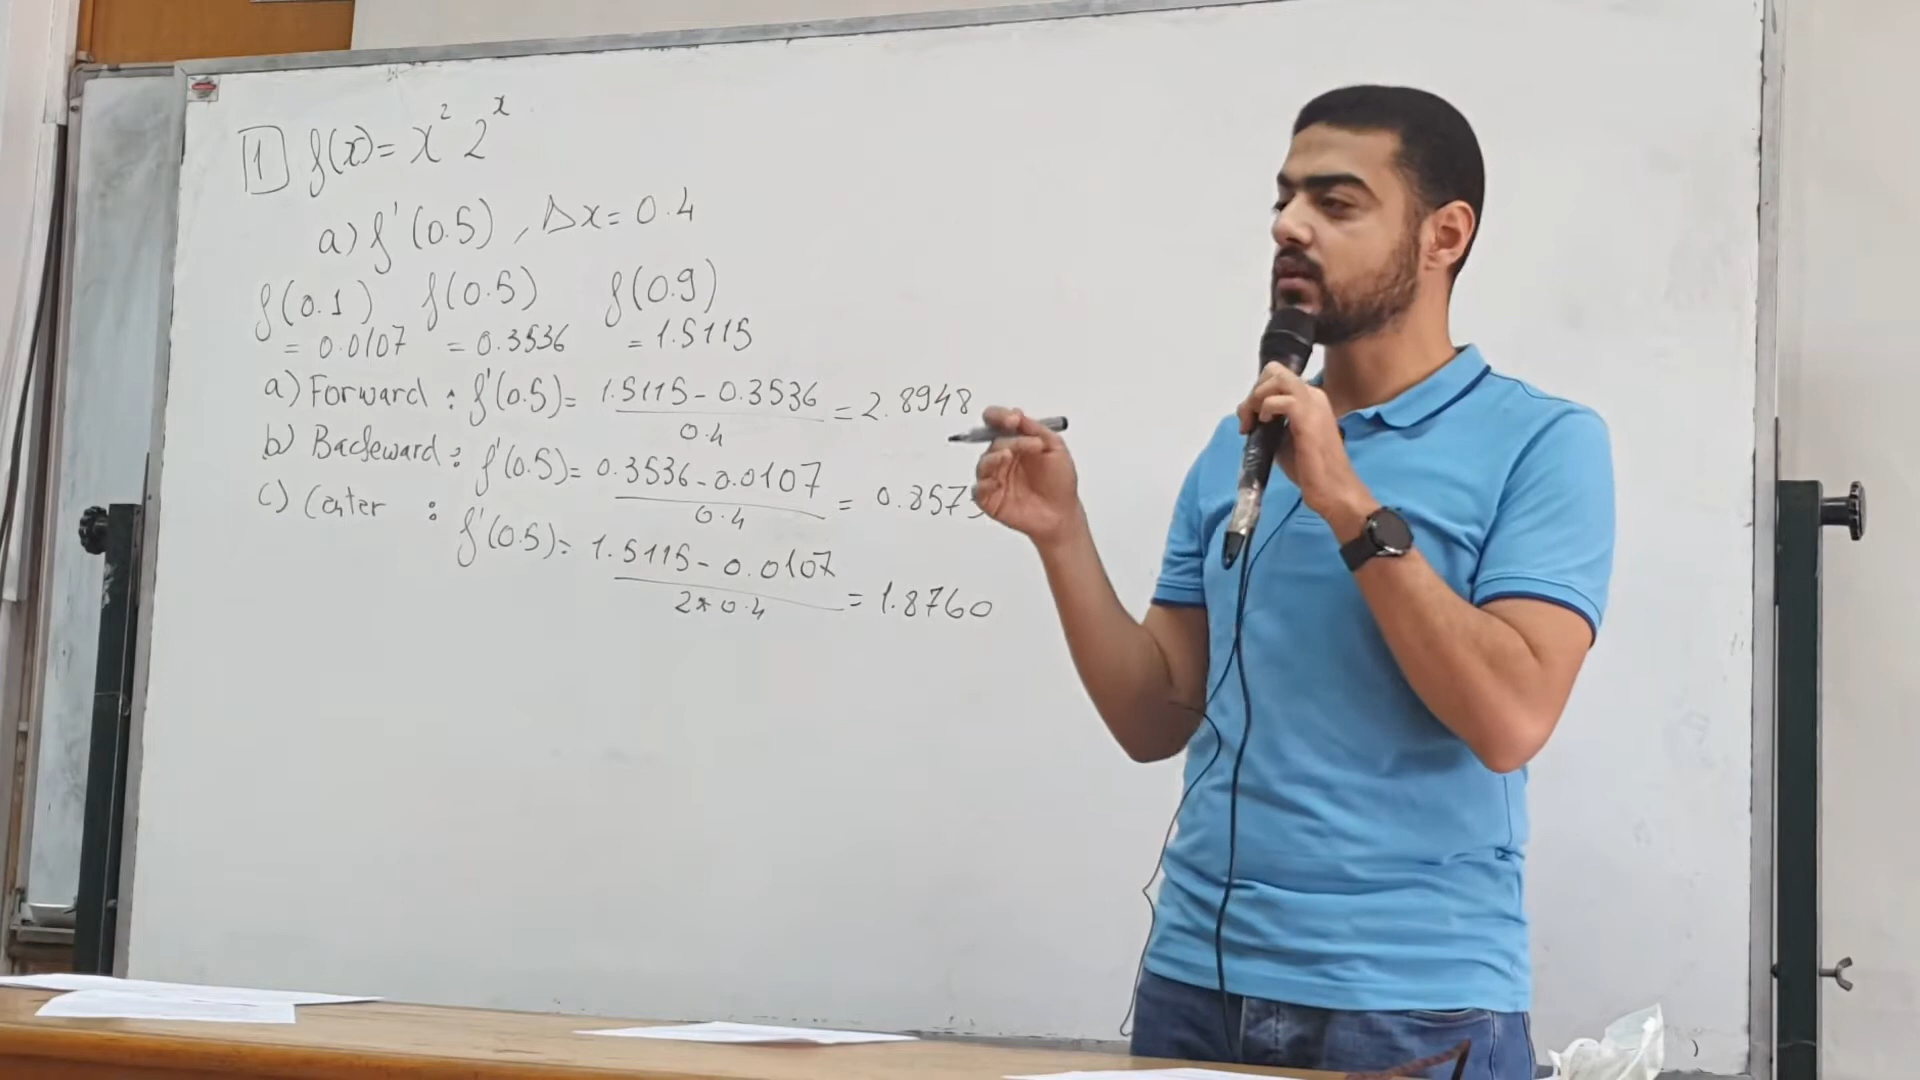 1 f(x) = x² 2ˣ
a) f'(0.5), Δx = 0.4
f(0.1) f(0.5) f(0.9)
= 0.0107 = 0.3536 = 1.5115
a) Forward : f'(0.5) = (1.5115 - 0.3536) / 0.4 = 2.8948
b) Backward : f'(0.5) = (0.3536 - 0.0107) / 0.4 = 0.857
c) Center : f'(0.5) = (1.5115 - 0.0107) / (2*0.4) = 1.8760